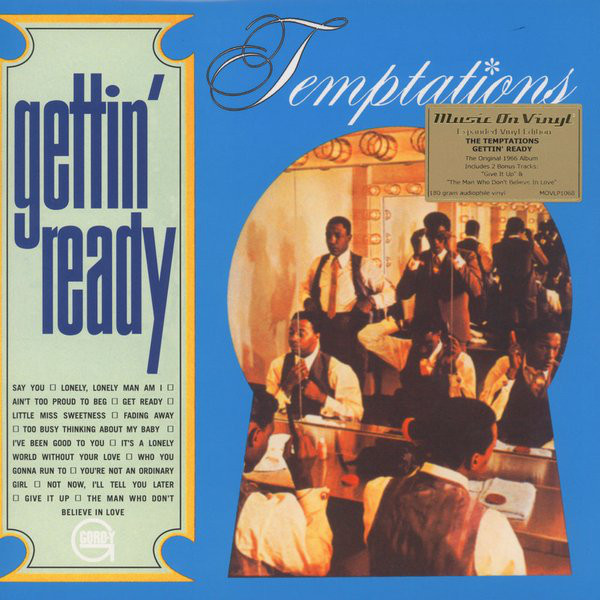 Temptations
gettin'
ready
Music On Vinyl
Expanded Vinyl Edition
THE TEMPTATIONS
GETTIN' READY
The Original 1966 Album
Includes 2 Bonus Tracks:
"Give It Up" &
"The Man Who Don't Believe In Love"
180 gram audiophile vinyl MOVLP1068
SAY YOU □ LONELY, LONELY MAN AM I □
AIN'T TOO PROUD TO BEG □ GET READY □
LITTLE MISS SWEETNESS □ FADING AWAY
□ TOO BUSY THINKING ABOUT MY BABY □
I'VE BEEN GOOD TO YOU □ IT'S A LONELY
WORLD WITHOUT YOUR LOVE □ WHO YOU
GONNA RUN TO □ YOU'RE NOT AN ORDINARY
GIRL □ NOT NOW, I'LL TELL YOU LATER
□ GIVE IT UP □ THE MAN WHO DON'T
BELIEVE IN LOVE
GORDY